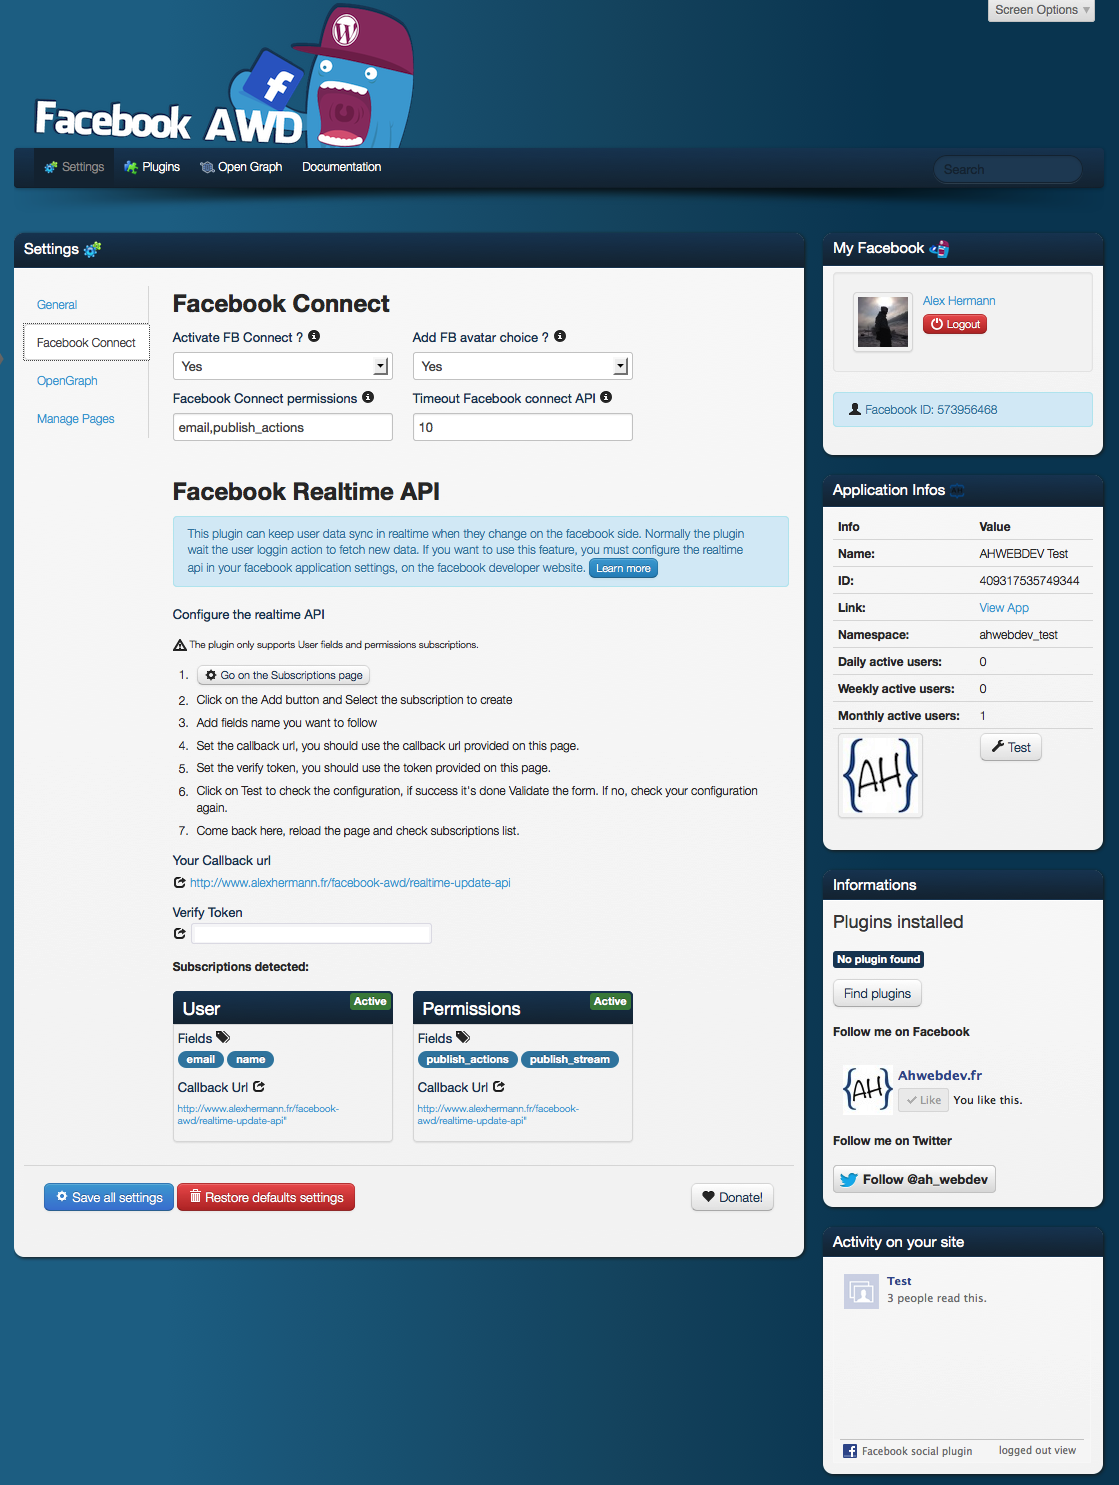 Screen Options
Facebook AWD
Settings
Plugins
Open Graph
Documentation
Search
Settings
General
Facebook Connect
OpenGraph
Manage Pages
Facebook Connect
Activate FB Connect ?
Add FB avatar choice ?
Yes
Yes
Facebook Connect permissions
Timeout Facebook connect API
email,publish_actions
10
Facebook Realtime API
This plugin can keep user data sync in realtime when they change on the facebook side. Normally the plugin
wait the user loggin action to fetch new data. If you want to use this feature, you must configure the realtime
api in your facebook application settings, on the facebook developer website. Learn more
Configure the realtime API
The plugin only supports User fields and permissions subscriptions.
1. Go on the Subscriptions page
2. Click on the Add button and Select the subscription to create
3. Add fields name you want to follow
4. Set the callback url, you should use the callback url provided on this page.
5. Set the verify token, you should use the token provided on this page.
6. Click on Test to check the configuration, if success it's done Validate the form. If no, check your configuration
again.
7. Come back here, reload the page and check subscriptions list.
Your Callback url
http://www.alexhermann.fr/facebook-awd/realtime-update-api
Verify Token
Subscriptions detected:
User
Active
Fields
email name
Callback Url
http://www.alexhermann.fr/facebook-
awd/realtime-update-api"
Permissions
Active
Fields
publish_actions publish_stream
Callback Url
http://www.alexhermann.fr/facebook-
awd/realtime-update-api"
Save all settings
Restore defaults settings
Donate!
My Facebook
Alex Hermann
Logout
Facebook ID: 573956468
Application Infos
Info Value
Name: AHWEBDEV Test
ID: 409317535749344
Link: View App
Namespace: ahwebdev_test
Daily active users: 0
Weekly active users: 0
Monthly active users: 1
{AH}
Test
Informations
Plugins installed
No plugin found
Find plugins
Follow me on Facebook
{AH}
Ahwebdev.fr
Like You like this.
Follow me on Twitter
Follow @ah_webdev
Activity on your site
Test
3 people read this.
Facebook social plugin
logged out view